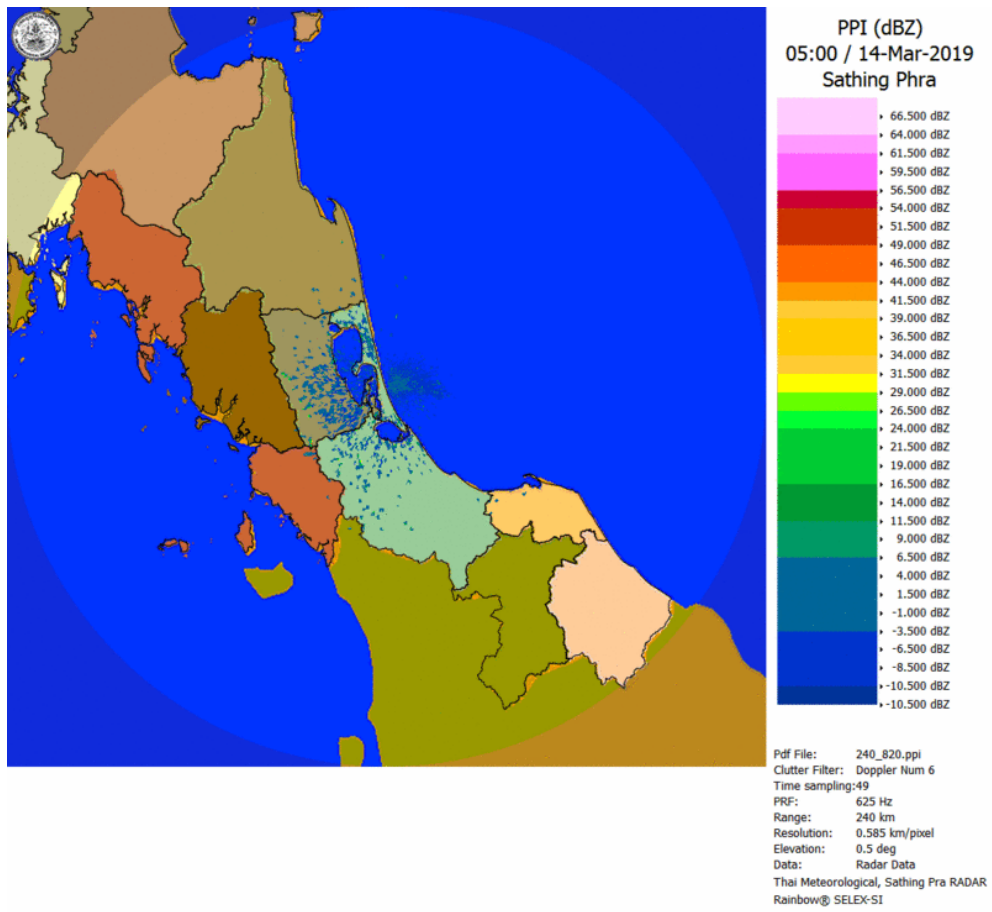 PPI (dBZ)
05:00 / 14-Mar-2019
Sathing Phra
66.500 dBZ
64.000 dBZ
61.500 dBZ
59.500 dBZ
56.500 dBZ
54.000 dBZ
51.500 dBZ
49.000 dBZ
46.500 dBZ
44.000 dBZ
41.500 dBZ
39.000 dBZ
36.500 dBZ
34.000 dBZ
31.500 dBZ
29.000 dBZ
26.500 dBZ
24.000 dBZ
21.500 dBZ
19.000 dBZ
16.500 dBZ
14.000 dBZ
11.500 dBZ
9.000 dBZ
6.500 dBZ
4.000 dBZ
1.500 dBZ
-1.000 dBZ
-3.500 dBZ
-6.500 dBZ
-8.500 dBZ
-10.500 dBZ
-10.500 dBZ
Pdf File: 240_820.ppi
Clutter Filter: Doppler Num 6
Time sampling:49
PRF: 625 Hz
Range: 240 km
Resolution: 0.585 km/pixel
Elevation: 0.5 deg
Data: Radar Data
Thai Meteorological, Sathing Pra RADAR
Rainbow® SELEX-SI